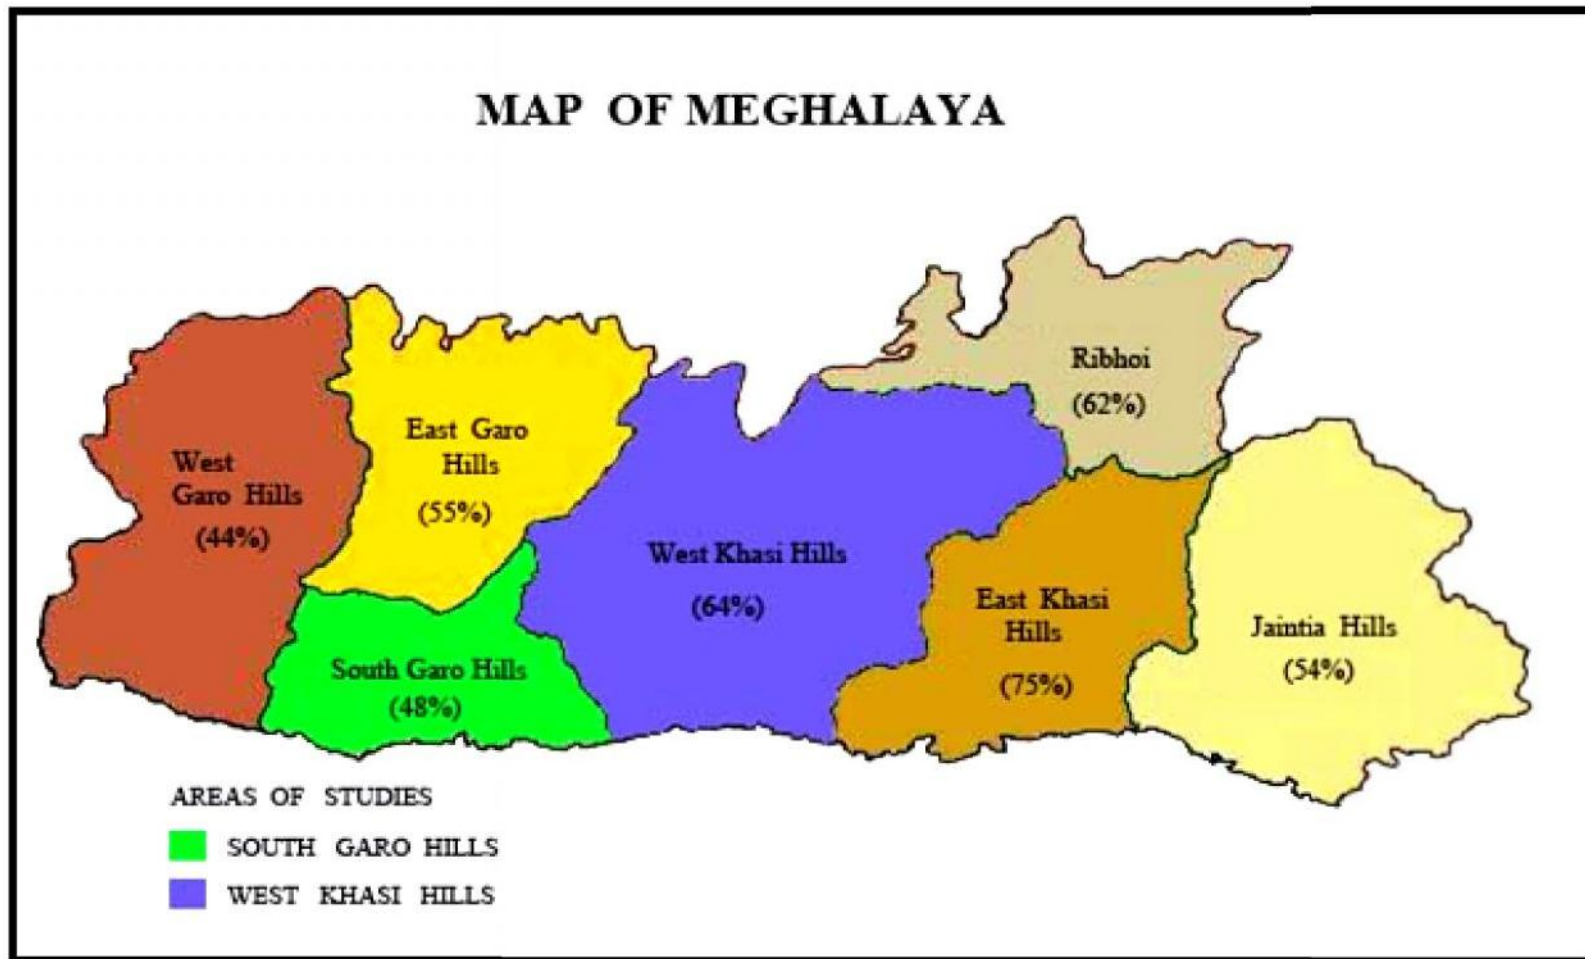 MAP OF MEGHALAYA
Ribhoi
(62%)
East Garo
Hills
(55%)
West
Garo Hills
(44%)
West Khasi Hills
(64%)
East Khasi
Hills
(75%)
Jaintia Hills
(54%)
South Garo Hills
(48%)
AREAS OF STUDIES
SOUTH GARO HILLS
WEST KHASI HILLS